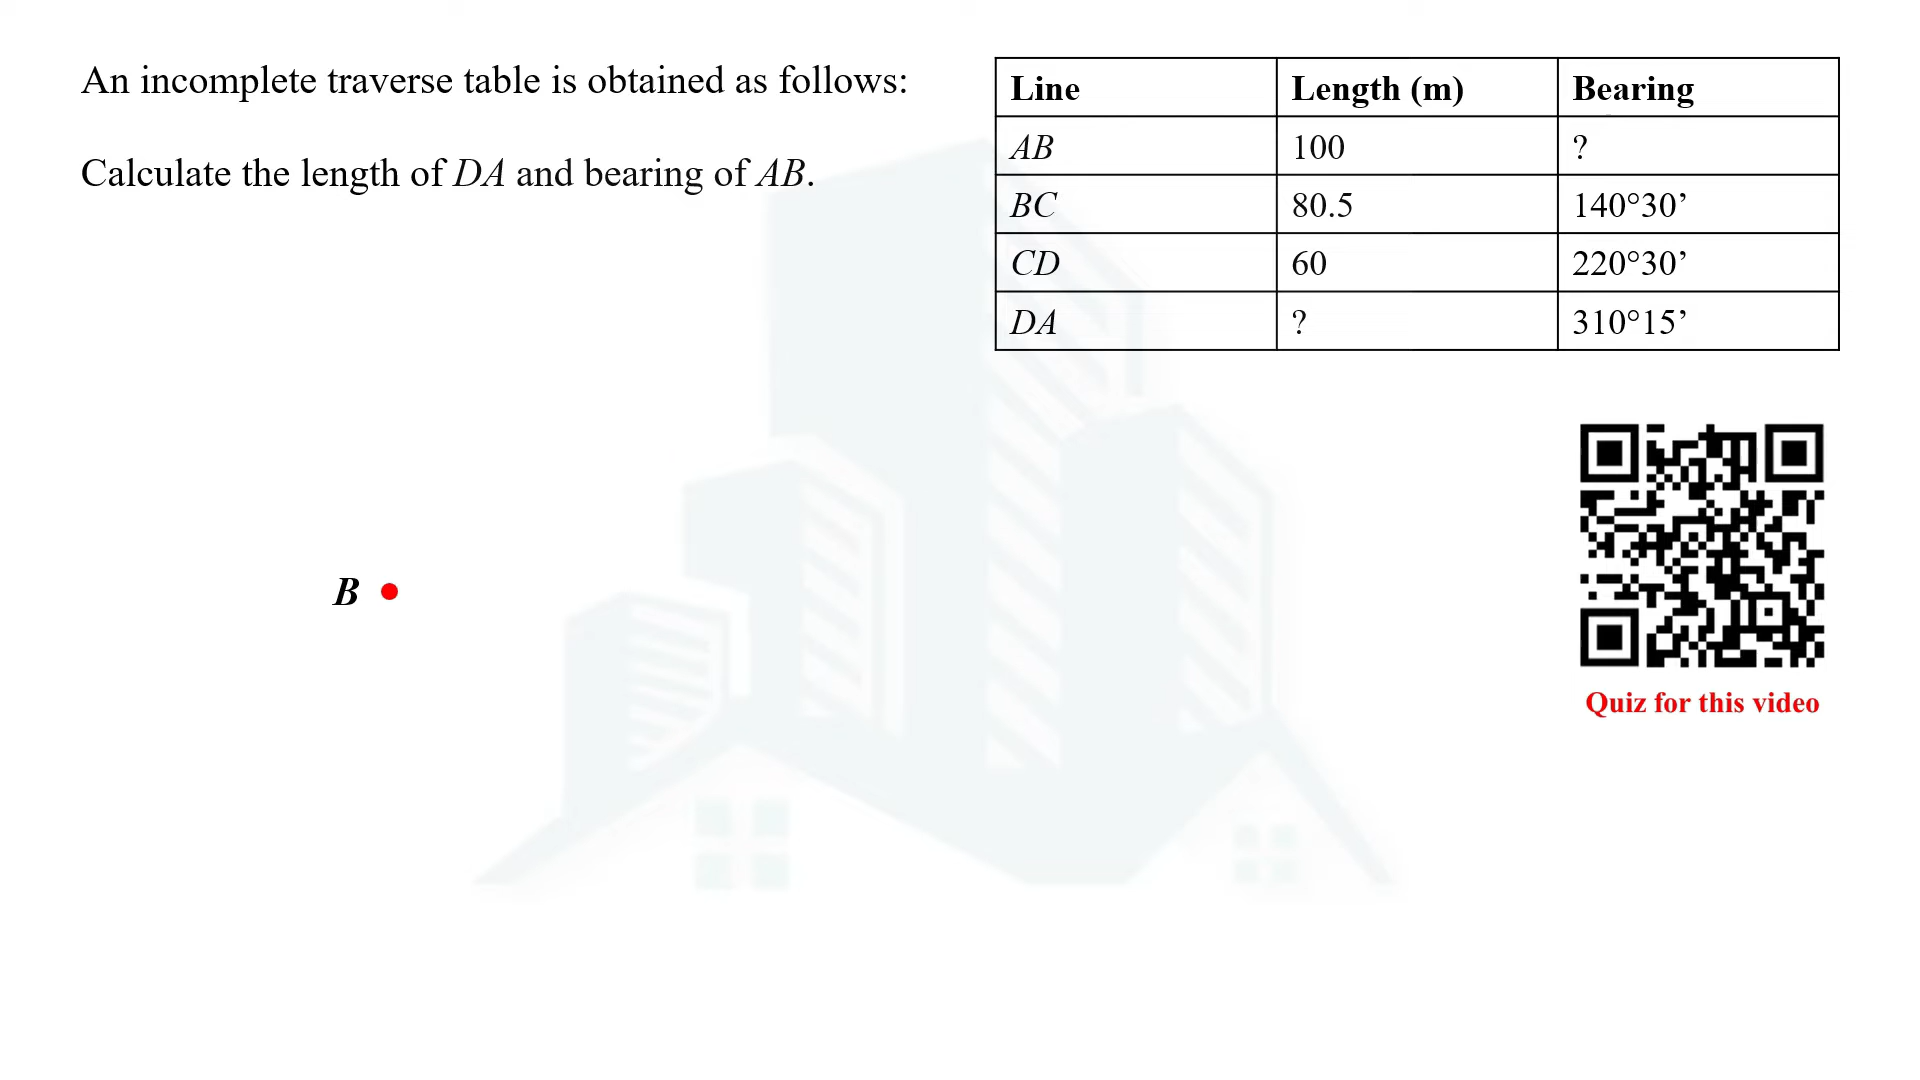 An incomplete traverse table is obtained as follows:
Calculate the length of DA and bearing of AB.
Line Length (m) Bearing
AB 100 ?
BC 80.5 140°30’
CD 60 220°30’
DA ? 310°15’
B
Quiz for this video